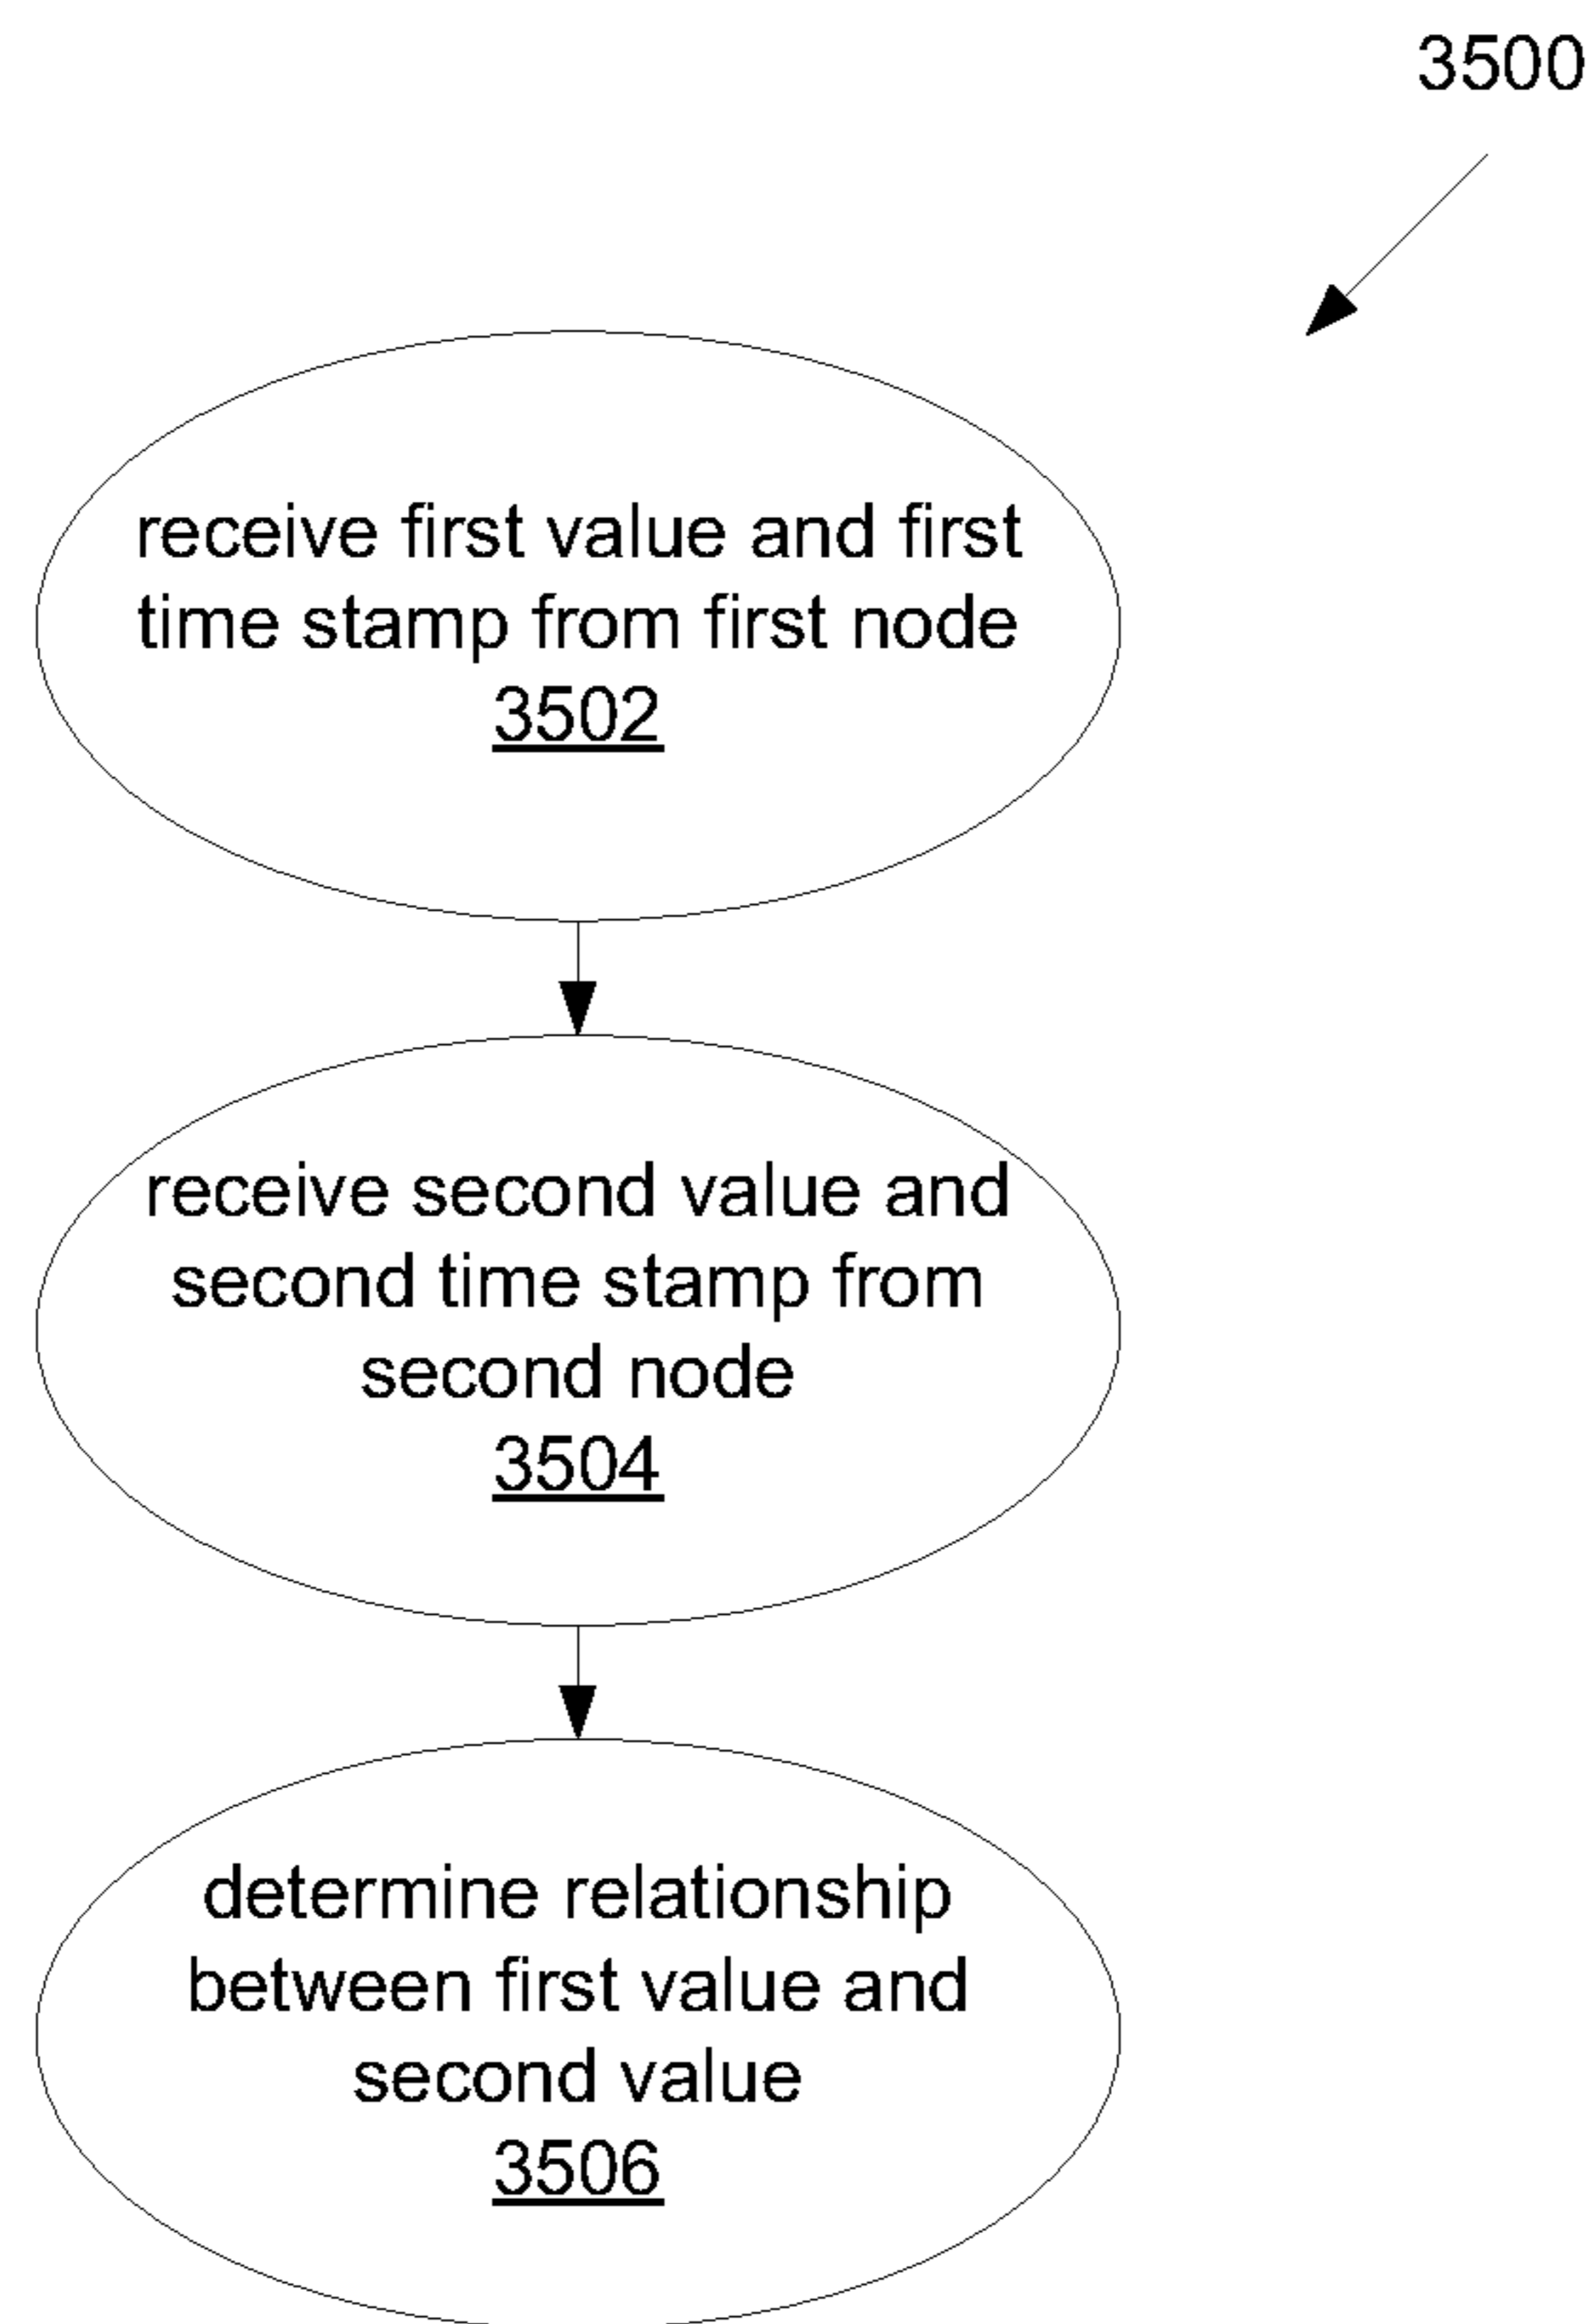 3500
receive first value and first
time stamp from first node
3502
receive second value and
second time stamp from
second node
3504
determine relationship
between first value and
second value
3506